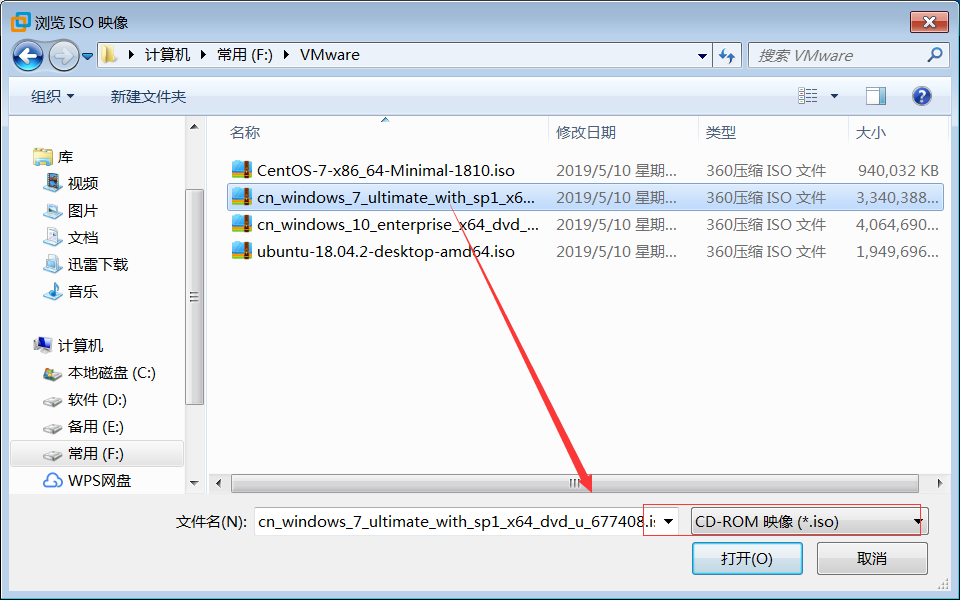 浏览 ISO 映像
计算机 常用 (F:) VMware
搜索 VMware
组织 新建文件夹
名称 修改日期 类型 大小
库
视频
图片
文档
迅雷下载
音乐
计算机
本地磁盘 (C:)
软件 (D:)
备用 (E:)
常用 (F:)
WPS网盘
CentOS-7-x86_64-Minimal-1810.iso 2019/5/10 星期... 360压缩 ISO 文件 940,032 KB
cn_windows_7_ultimate_with_sp1_x6... 2019/5/10 星期... 360压缩 ISO 文件 3,340,388...
cn_windows_10_enterprise_x64_dvd_... 2019/5/10 星期... 360压缩 ISO 文件 4,064,690...
ubuntu-18.04.2-desktop-amd64.iso 2019/5/10 星期... 360压缩 ISO 文件 1,949,696...
文件名(N): cn_windows_7_ultimate_with_sp1_x64_dvd_u_677408.i CD-ROM 映像 (*.iso)
打开(O) 取消